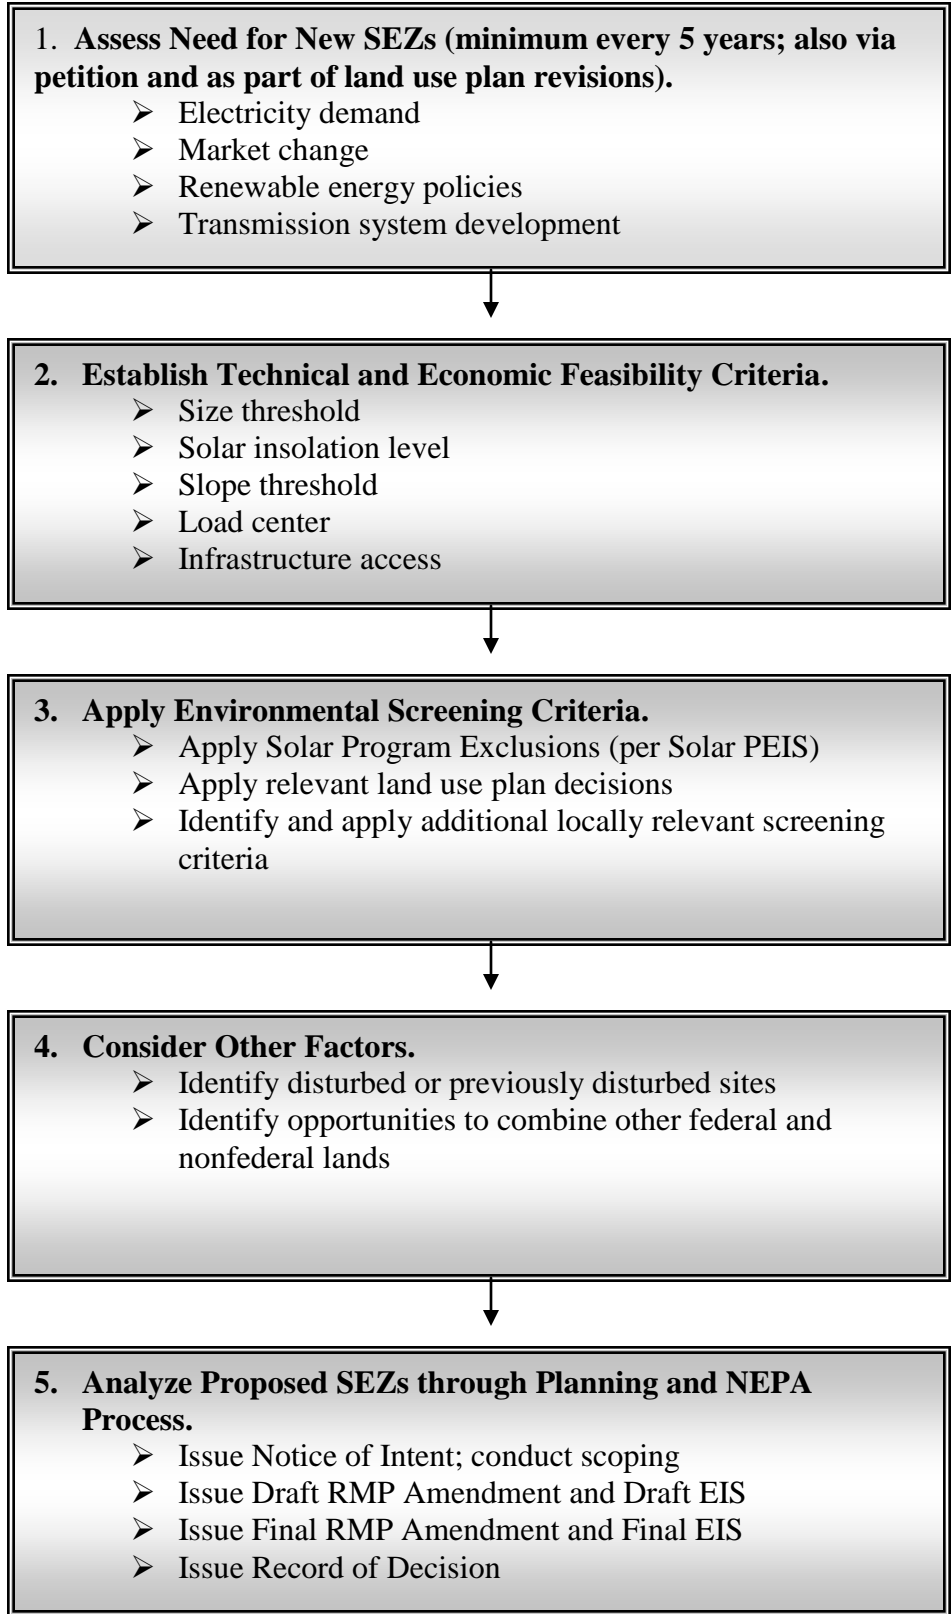 1. Assess Need for New SEZs (minimum every 5 years; also via
petition and as part of land use plan revisions).
➢ Electricity demand
➢ Market change
➢ Renewable energy policies
➢ Transmission system development
2. Establish Technical and Economic Feasibility Criteria.
➢ Size threshold
➢ Solar insolation level
➢ Slope threshold
➢ Load center
➢ Infrastructure access
3. Apply Environmental Screening Criteria.
➢ Apply Solar Program Exclusions (per Solar PEIS)
➢ Apply relevant land use plan decisions
➢ Identify and apply additional locally relevant screening
criteria
4. Consider Other Factors.
➢ Identify disturbed or previously disturbed sites
➢ Identify opportunities to combine other federal and
nonfederal lands
5. Analyze Proposed SEZs through Planning and NEPA
Process.
➢ Issue Notice of Intent; conduct scoping
➢ Issue Draft RMP Amendment and Draft EIS
➢ Issue Final RMP Amendment and Final EIS
➢ Issue Record of Decision